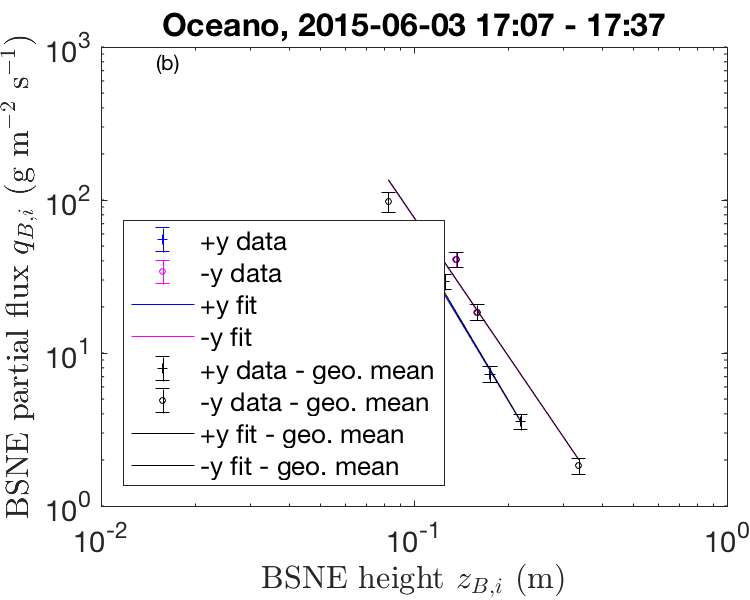 Oceano, 2015-06-03 17:07 - 17:37
(b)
10^3
10^2
10^1
10^0
BSNE partial flux q_{B,i} (g m^{-2} s^{-1})
+y data
-y data
+y fit
-y fit
+y data - geo. mean
-y data - geo. mean
+y fit - geo. mean
-y fit - geo. mean
10^{-2}
10^{-1}
10^0
BSNE height z_{B,i} (m)